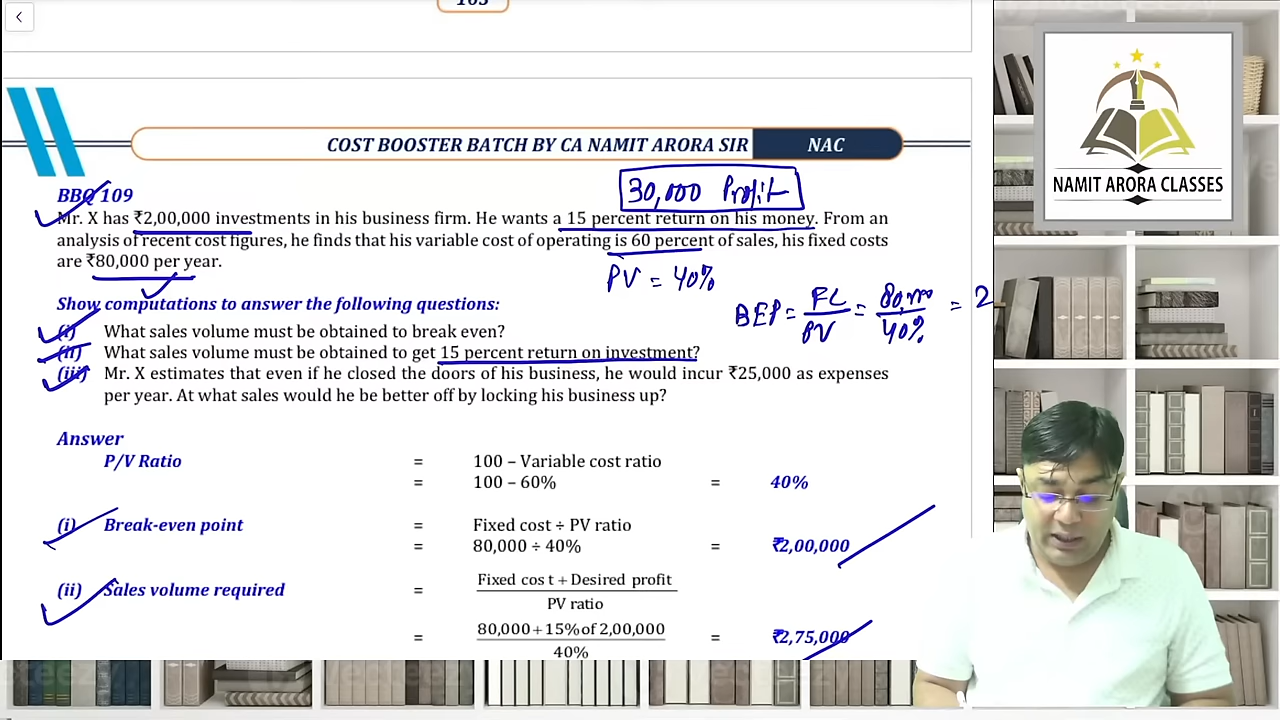 COST BOOSTER BATCH BY CA NAMIT ARORA SIR NAC
NAMIT ARORA CLASSES
BBQ 109
30,000 Profit
Mr. X has ₹2,00,000 investments in his business firm. He wants a 15 percent return on his money. From an
analysis of recent cost figures, he finds that his variable cost of operating is 60 percent of sales, his fixed costs
are ₹80,000 per year.
PV = 40%
BEP = FC / PV = 80,000 / 40% = 2
Show computations to answer the following questions:
(i) What sales volume must be obtained to break even?
(ii) What sales volume must be obtained to get 15 percent return on investment?
(iii) Mr. X estimates that even if he closed the doors of his business, he would incur ₹25,000 as expenses
per year. At what sales would he be better off by locking his business up?
Answer
P/V Ratio = 100 – Variable cost ratio
= 100 – 60% = 40%
(i) Break-even point = Fixed cost ÷ PV ratio
= 80,000 ÷ 40% = ₹2,00,000
(ii) Sales volume required = Fixed cos t + Desired profit
PV ratio
= 80,000 + 15% of 2,00,000 = ₹2,75,000
40%